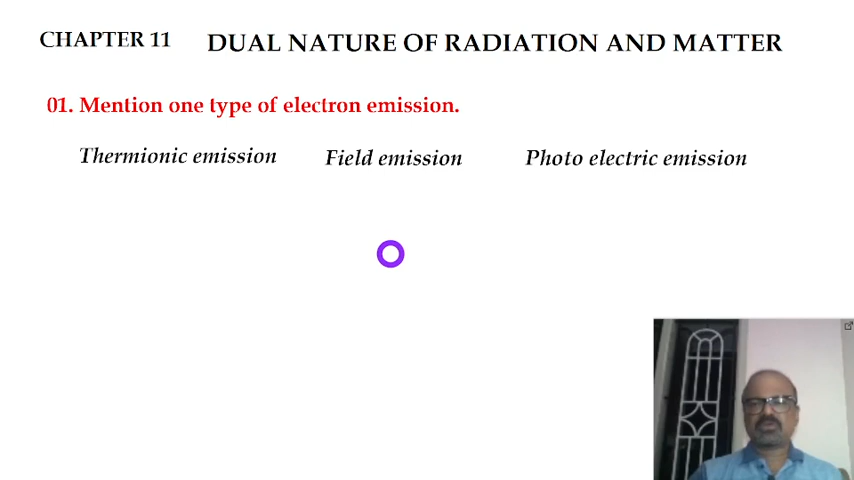 CHAPTER 11 DUAL NATURE OF RADIATION AND MATTER
01. Mention one type of electron emission.
Thermionic emission Field emission Photo electric emission